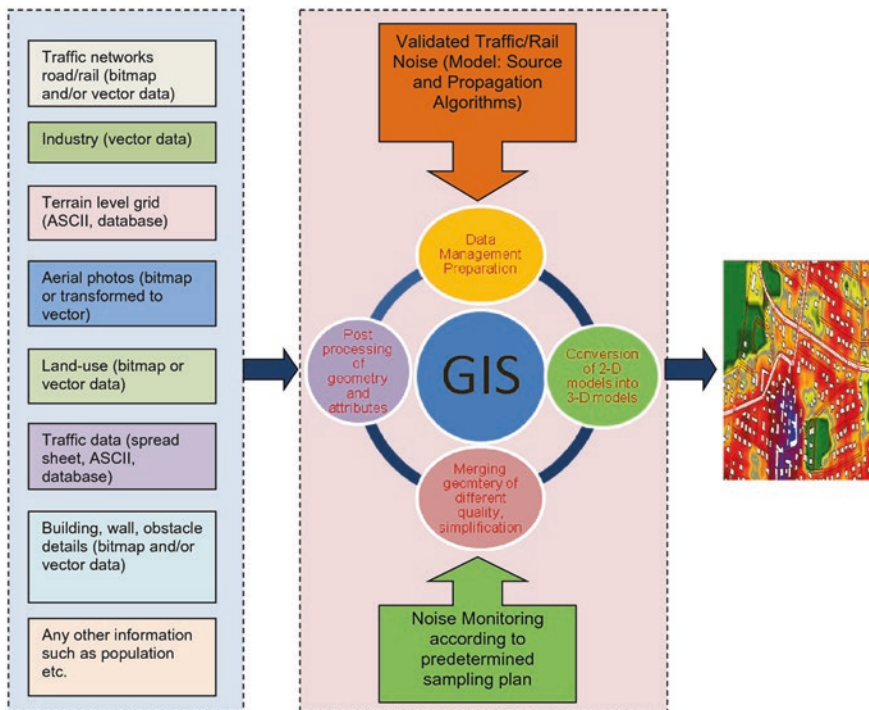 Traffic networks
road/rail (bitmap
and/or vector data)
Industry (vector data)
Terrain level grid
(ASCII, database)
Aerial photos (bitmap
or transformed to
vector)
Land-use (bitmap or
vector data)
Traffic data (spread
sheet, ASCII,
database)
Building, wall, obstacle
details (bitmap and/or
vector data)
Any other information
such as population
etc.
Validated Traffic/Rail
Noise (Model: Source
and Propagation
Algorithms)
Data
Management
Preparation
Post
processing
of
geometry
and
attributes
GIS
Conversion
of 2-D
models into
3-D models
Merging
geomtery of
different
quality,
simplification
Noise Monitoring
according to
predetermined
sampling plan